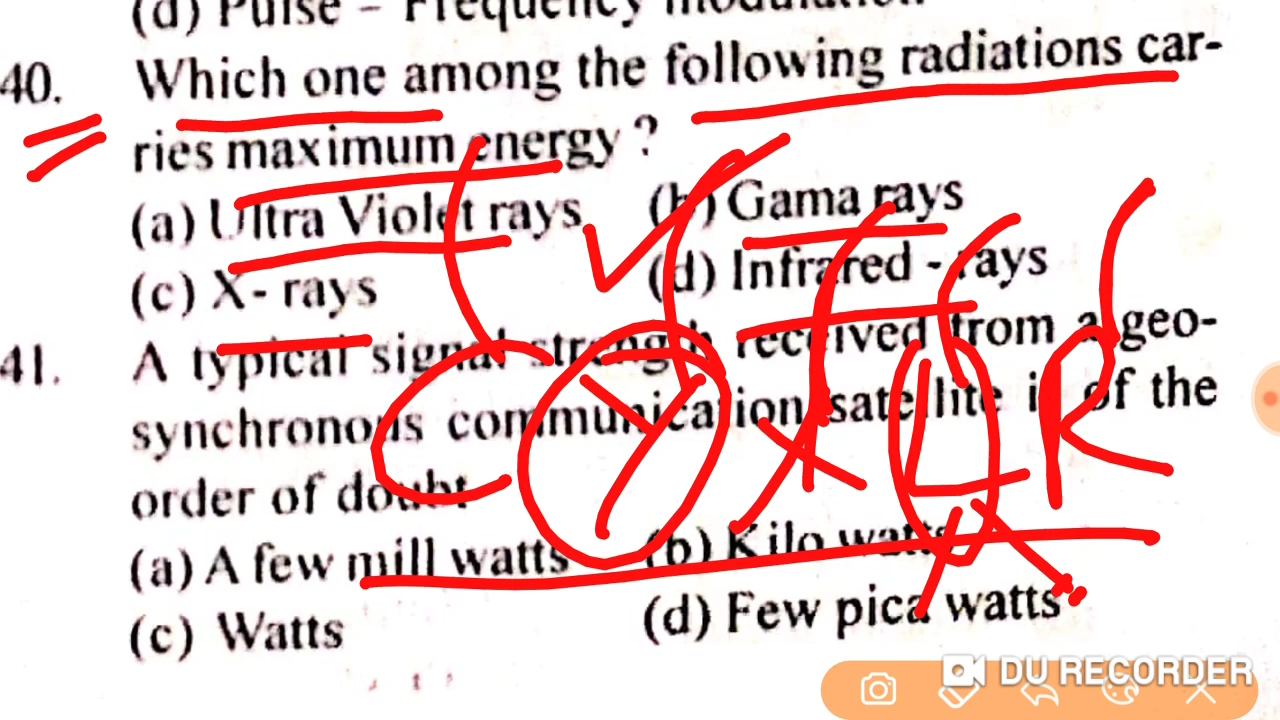 (d) Pulse - Frequency modulation
40. Which one among the following radiations car-
ries maximum energy ?
(a) Ultra Violet rays (b) Gama rays
(c) X- rays (d) Infrared - rays
41. A typical signal strength received from a geo-
synchronous communication satellite is of the
order of doubt
(a) A few mill watts (b) Kilo watts
(c) Watts (d) Few pica watts
DU RECORDER